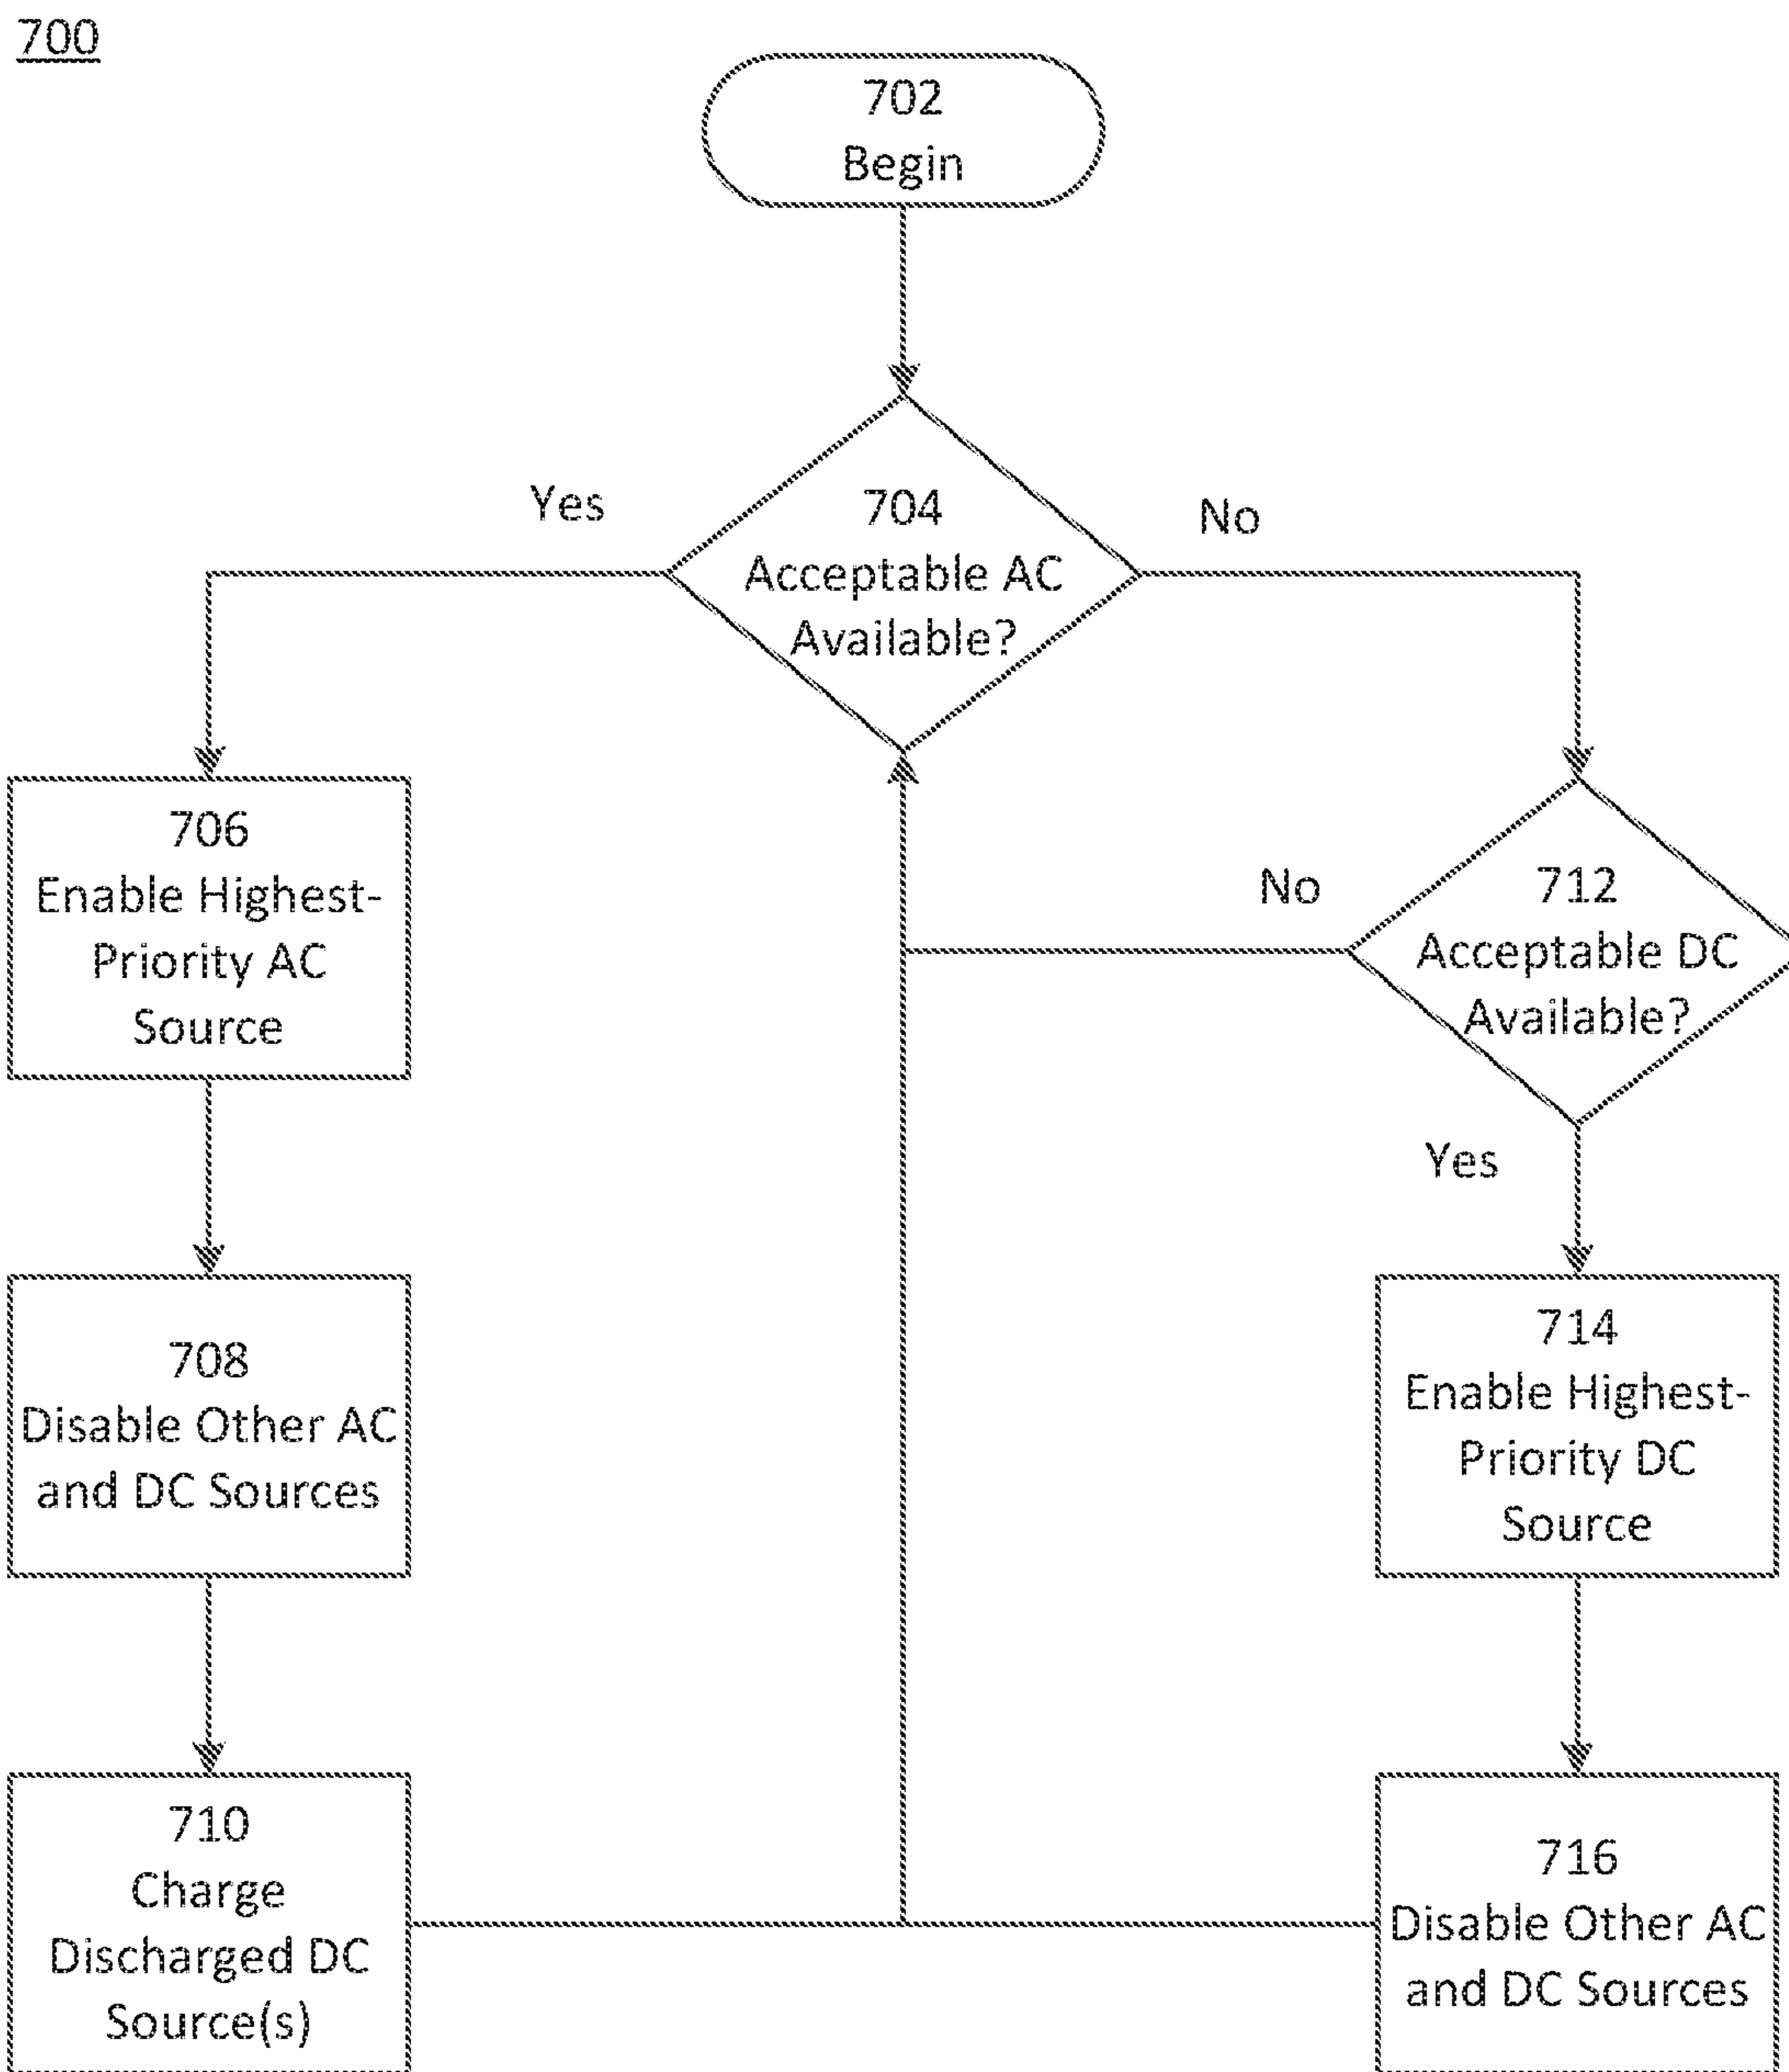 700
702
Begin
Yes
704
Acceptable AC
Available?
No
706
Enable Highest-
Priority AC
Source
No
712
Acceptable DC
Available?
Yes
708
Disable Other AC
and DC Sources
714
Enable Highest-
Priority DC
Source
710
Charge
Discharged DC
Source(s)
716
Disable Other AC
and DC Sources